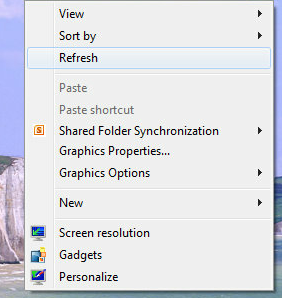 View
Sort by
Refresh
Paste
Paste shortcut
Shared Folder Synchronization
Graphics Properties...
Graphics Options
New
Screen resolution
Gadgets
Personalize